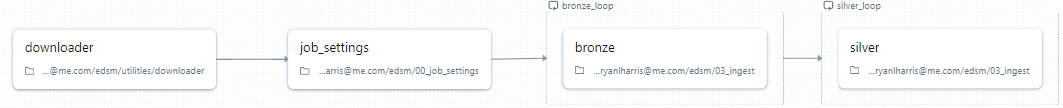 bronze_loop
silver_loop
downloader
...@me.com/edsm/utilities/downloader
job_settings
...arris@me.com/edsm/00_job_settings
bronze
...ryanlharris@me.com/edsm/03_ingest
silver
...ryanlharris@me.com/edsm/03_ingest